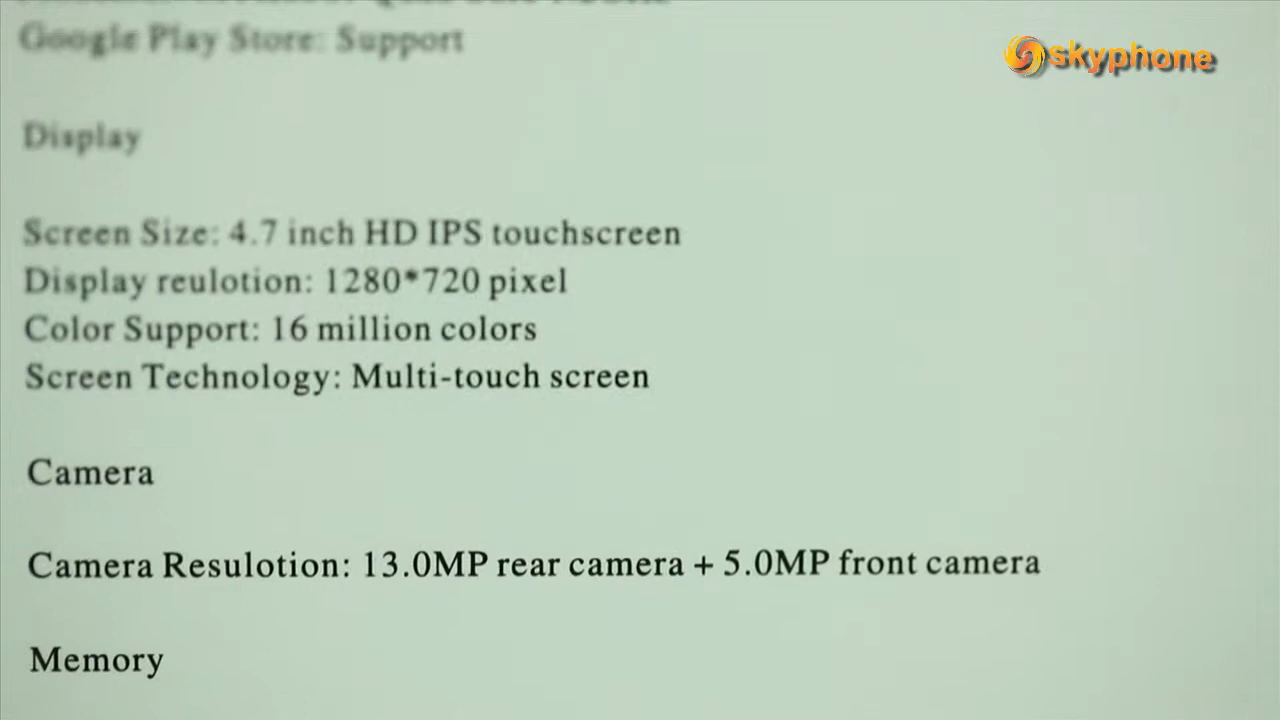 Google Play Store: Support
skyphone
Display
Screen Size: 4.7 inch HD IPS touchscreen
Display reulotion: 1280*720 pixel
Color Support: 16 million colors
Screen Technology: Multi-touch screen
Camera
Camera Resulotion: 13.0MP rear camera + 5.0MP front camera
Memory